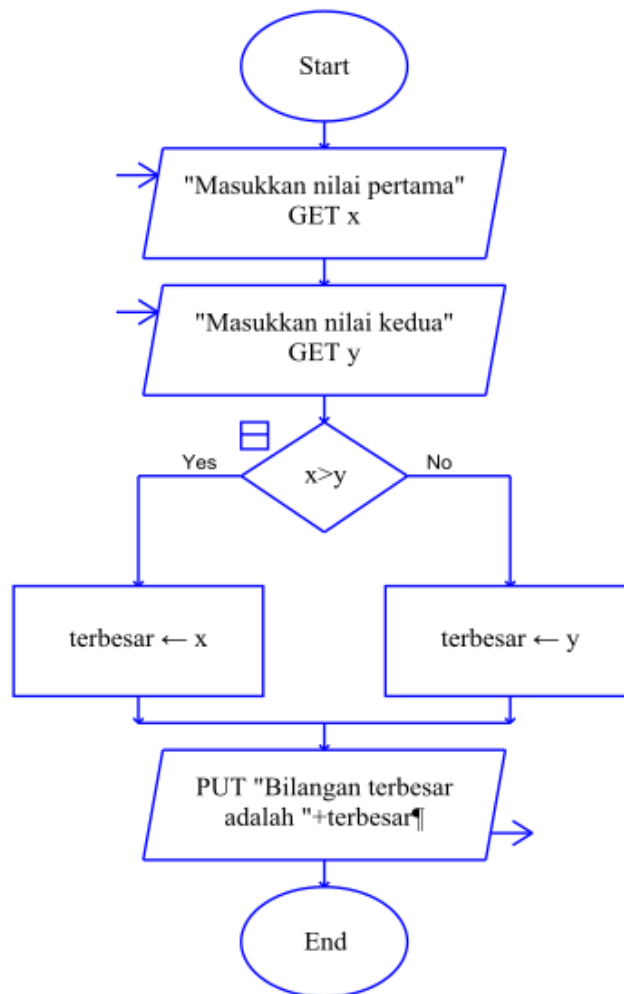 Start
"Masukkan nilai pertama"
GET x
"Masukkan nilai kedua"
GET y
Yes
x>y
No
terbesar ← x
terbesar ← y
PUT "Bilangan terbesar
adalah "+terbesar¶
End